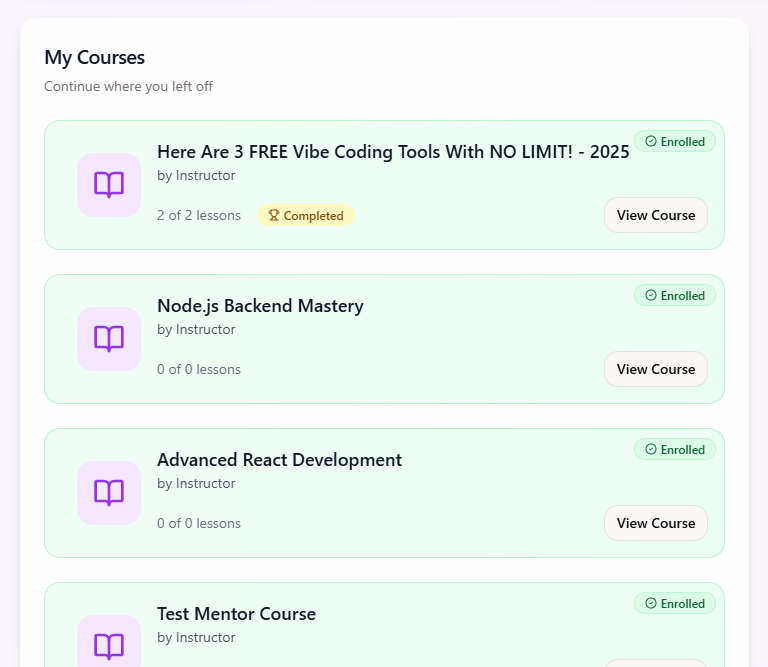 My Courses
Continue where you left off
Enrolled
Here Are 3 FREE Vibe Coding Tools With NO LIMIT! - 2025
by Instructor
2 of 2 lessons Completed View Course
Enrolled
Node.js Backend Mastery
by Instructor
0 of 0 lessons View Course
Enrolled
Advanced React Development
by Instructor
0 of 0 lessons View Course
Enrolled
Test Mentor Course
by Instructor